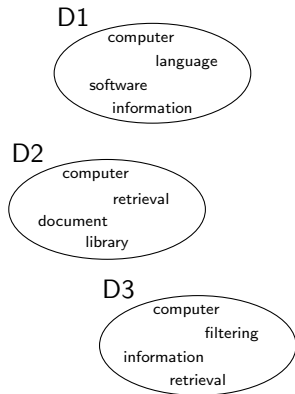 D1
computer
language
software
information
D2
computer
retrieval
document
library
D3
computer
filtering
information
retrieval